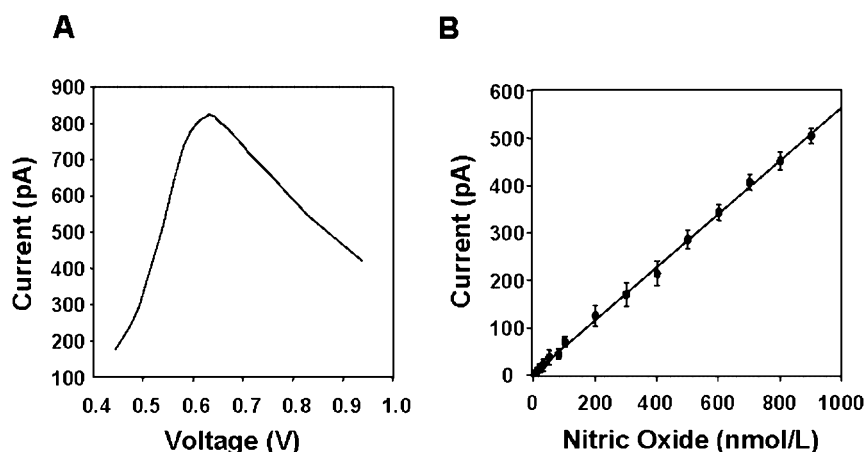 A
900
800
700
600
500
400
300
200
100
0.4 0.5 0.6 0.7 0.8 0.9 1.0
Current (pA)
Voltage (V)
B
600
500
400
300
200
100
0
0 200 400 600 800 1000
Current (pA)
Nitric Oxide (nmol/L)